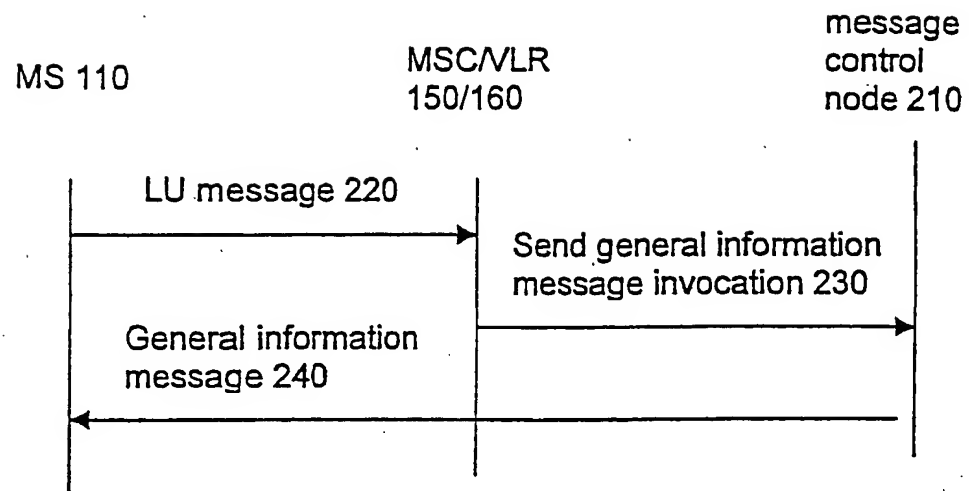 message
control
node 210
MS 110
MSC/VLR
150/160
LU message 220
Send general information
message invocation 230
General information
message 240